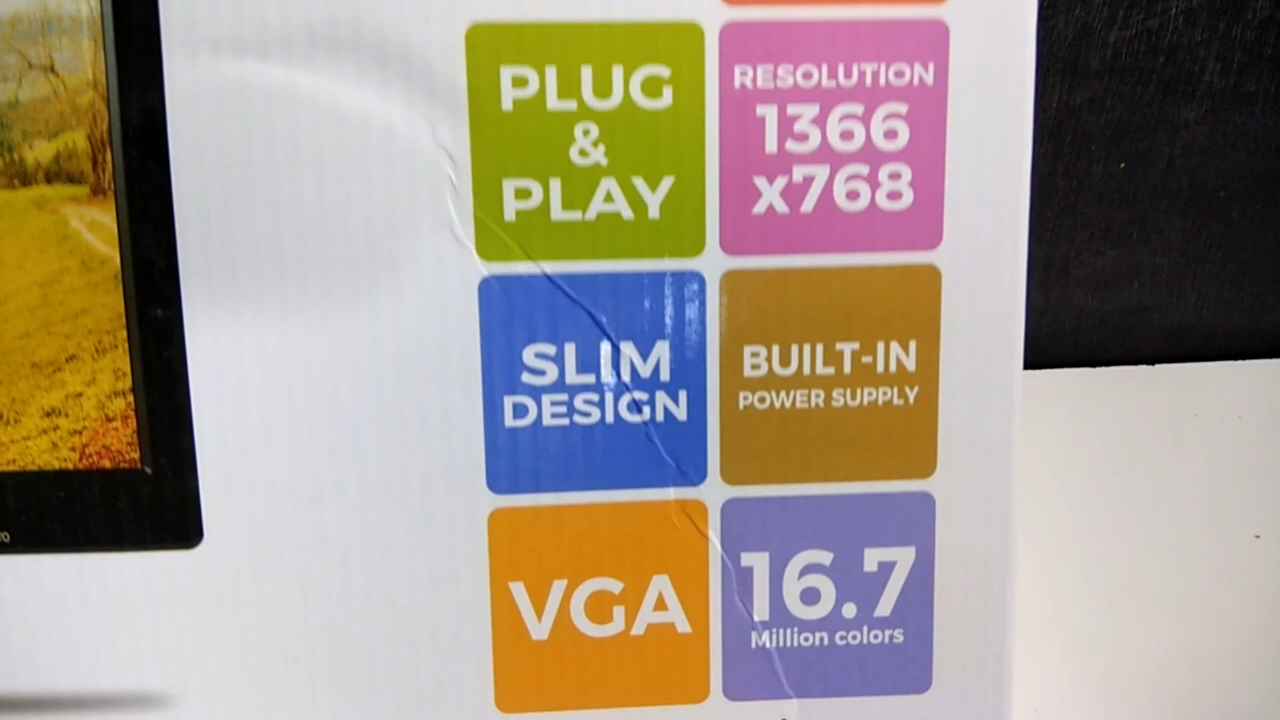 PLUG
&
PLAY
RESOLUTION
1366
x768
SLIM
DESIGN
BUILT-IN
POWER SUPPLY
VGA
16.7
Million colors